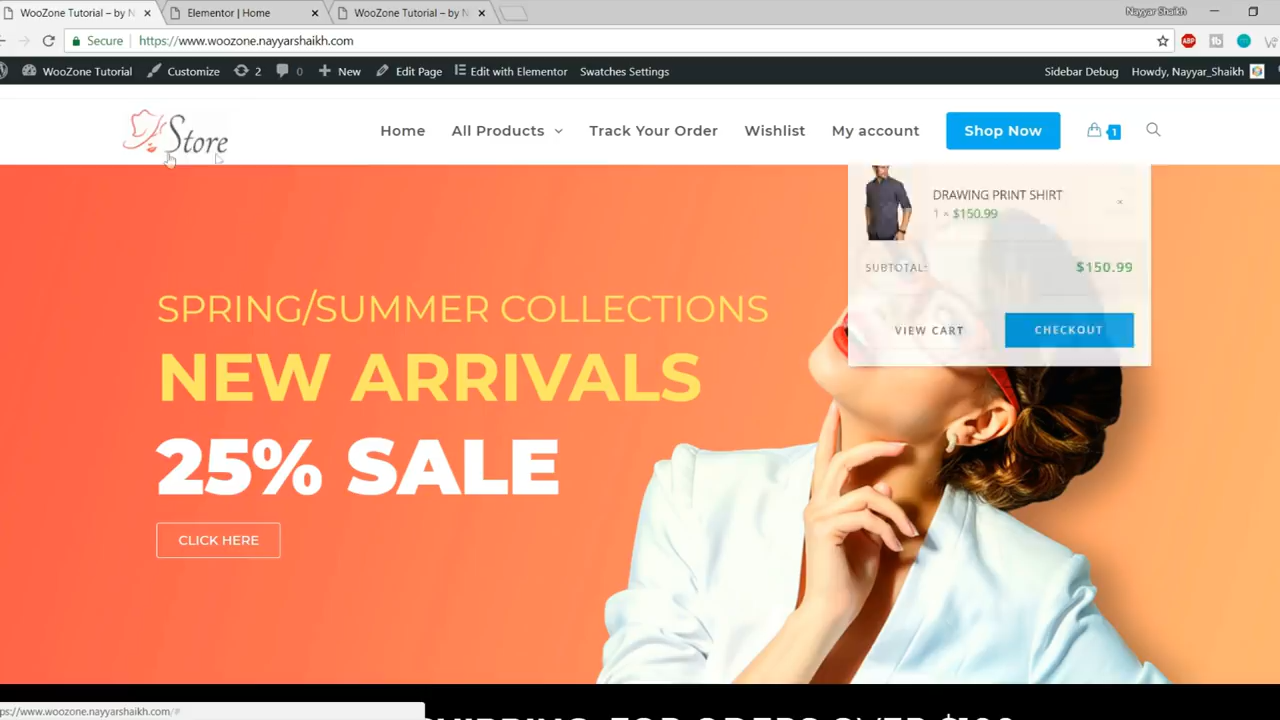 WooZone Tutorial – by N
Elementor | Home
WooZone Tutorial – by N
Nayyar Shaikh
Secure
https://www.woozone.nayyarshaikh.com
ABP
WooZone Tutorial
Customize
2
0
New
Edit Page
Edit with Elementor
Swatches Settings
Sidebar Debug
Howdy, Nayyar_Shaikh
Store
Home
All Products
Track Your Order
Wishlist
My account
Shop Now
1
DRAWING PRINT SHIRT
×
1 × $150.99
SUBTOTAL:
$150.99
VIEW CART
CHECKOUT
SPRING/SUMMER COLLECTIONS
NEW ARRIVALS
25% SALE
CLICK HERE
ps://www.woozone.nayyarshaikh.com/#